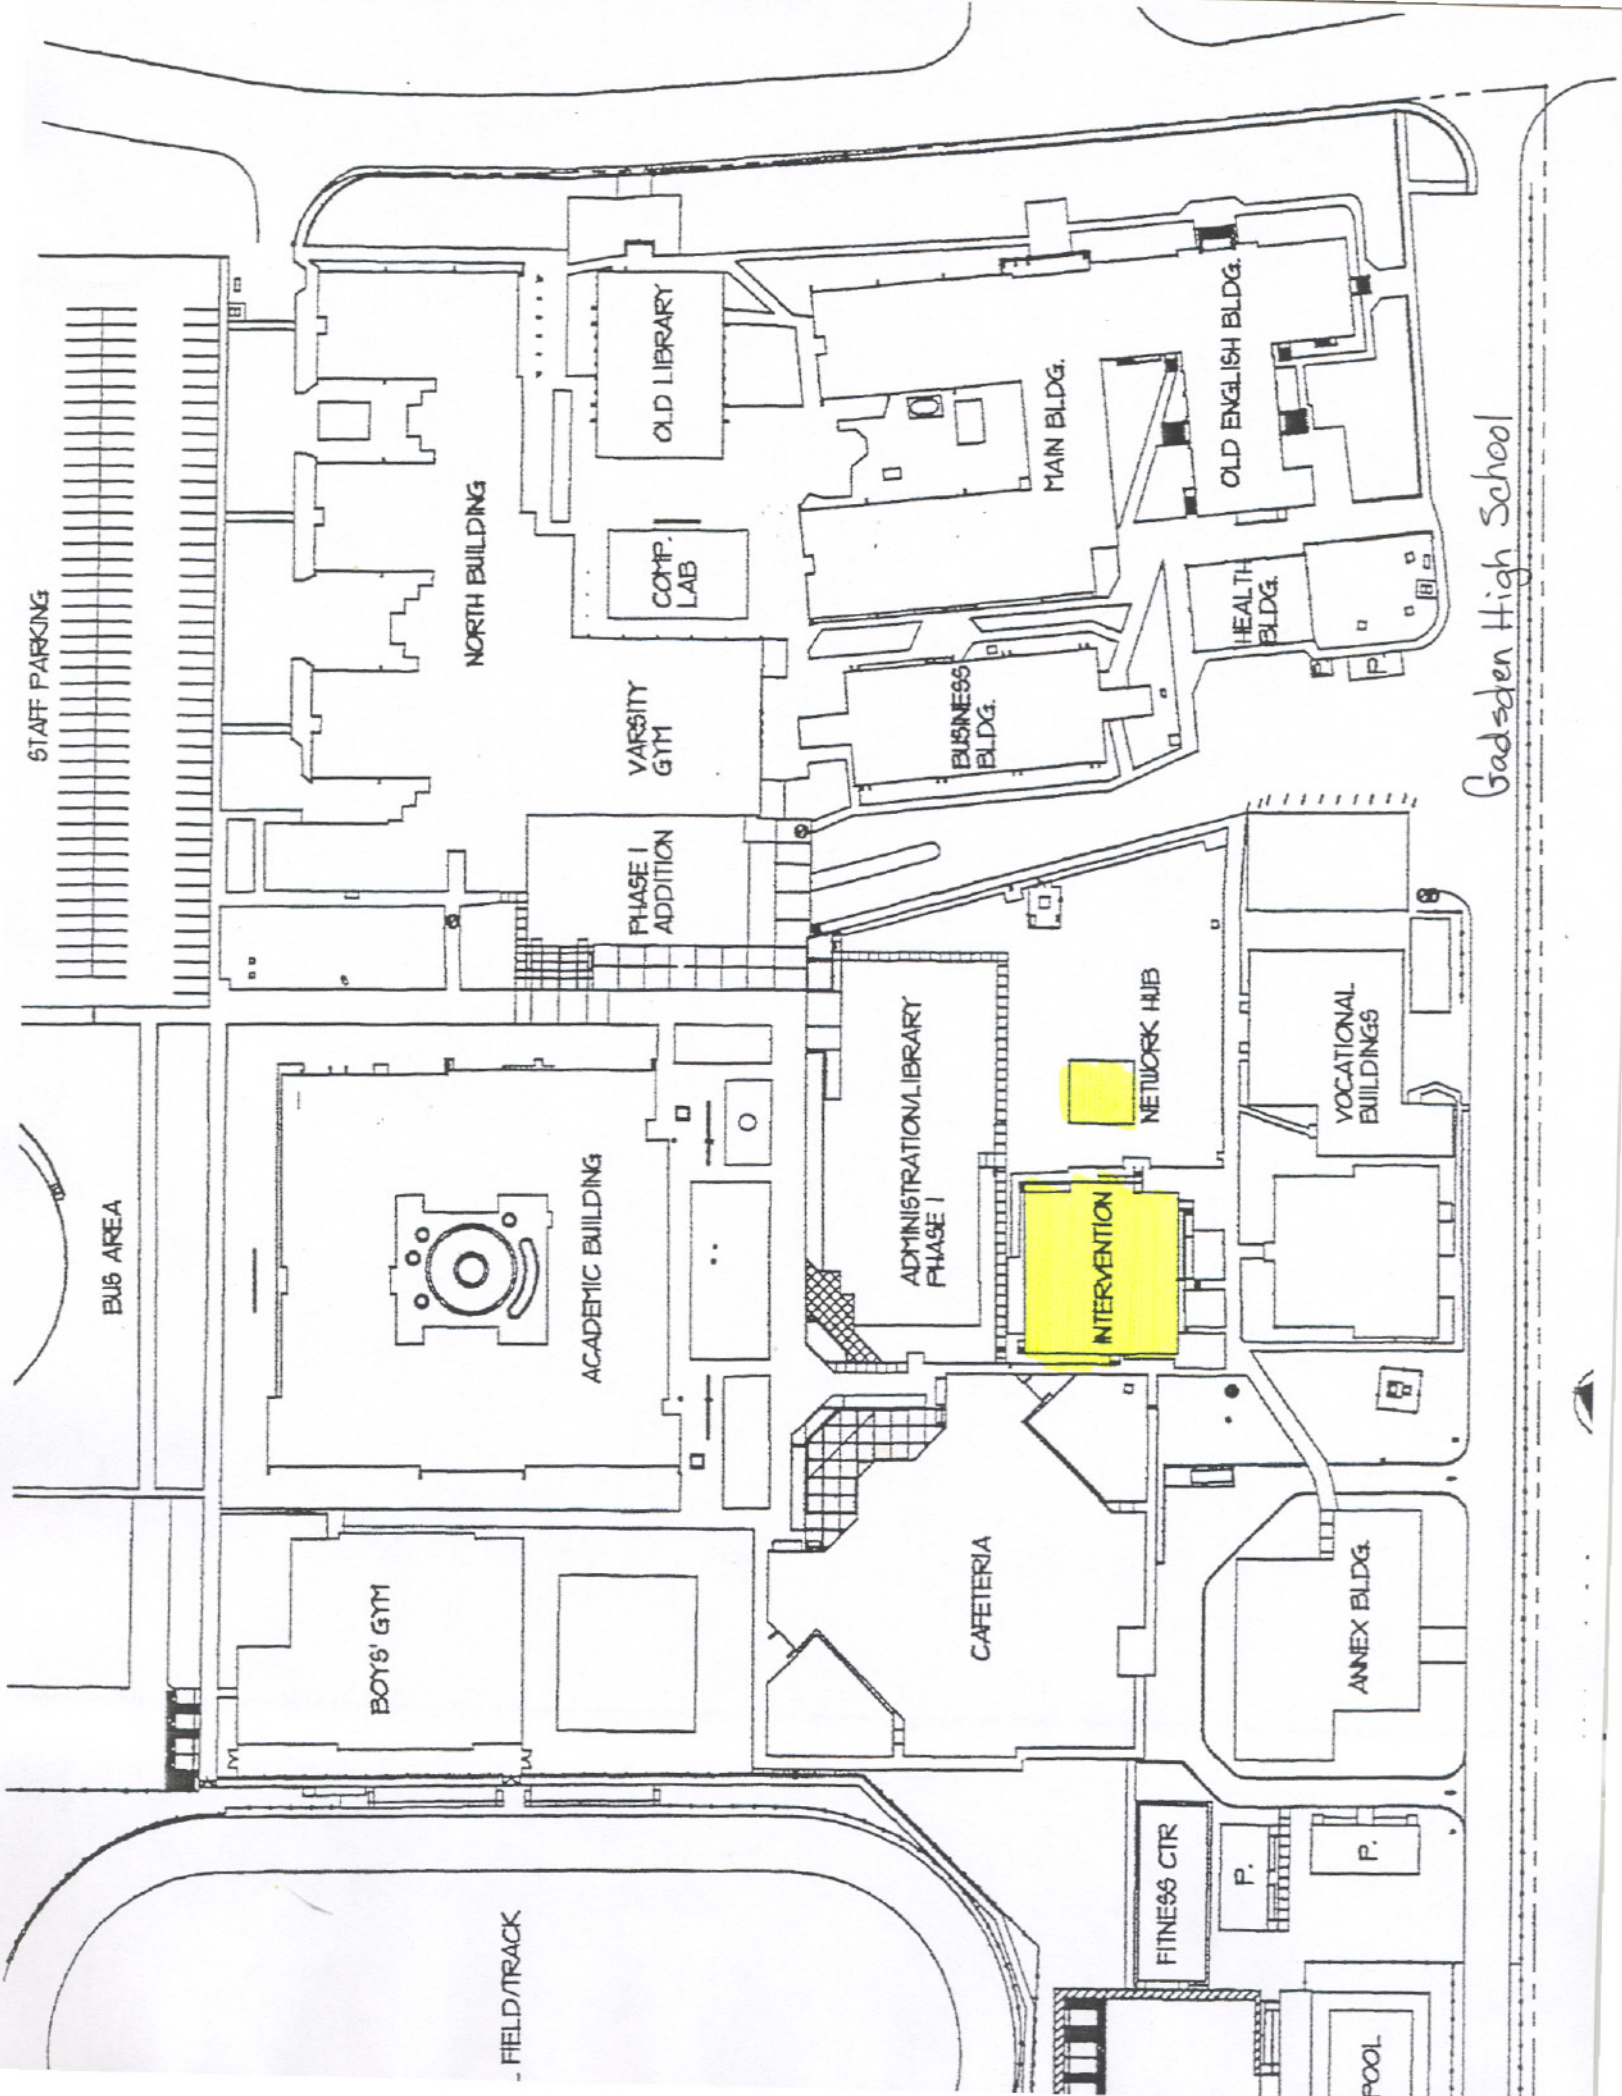 STAFF PARKING
BUS AREA
NORTH BUILDING
OLD LIBRARY
COMP.
LAB
VARSITY
GYM
PHASE I
ADDITION
MAIN BLDG.
OLD ENGLISH BLDG.
HEALTH
BLDG.
P.
P.
BUSINESS
BLDG.
Gadsden High School
ACADEMIC BUILDING
ADMINISTRATION/LIBRARY
PHASE I
NETWORK HUB
INTERVENTION
VOCATIONAL
BUILDINGS
BOYS' GYM
CAFETERIA
ANNEX BLDG.
FIELD/TRACK
FITNESS CTR
P.
P.
POOL